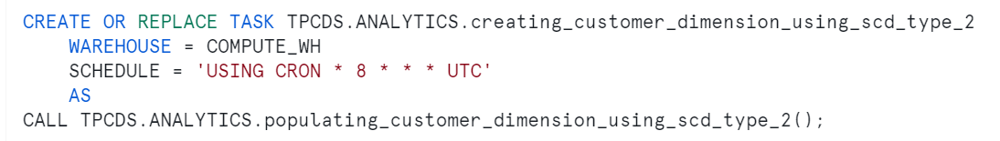 CREATE OR REPLACE TASK TPCDS.ANALYTICS.creating_customer_dimension_using_scd_type_2
    WAREHOUSE = COMPUTE_WH
    SCHEDULE = 'USING CRON * 8 * * * UTC'
    AS
CALL TPCDS.ANALYTICS.populating_customer_dimension_using_scd_type_2();